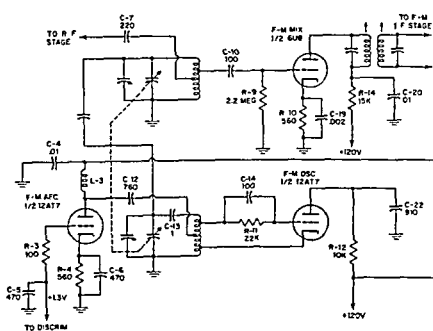 C-7
220
TO R F
STAGE
C-10
100
F-M MIX
1/2 6U8
TO F-M
I F STAGE
R-9
2.2 MEG
R-10
560
C-19
.002
R-14
15K
C-20
.01
+120V
C-4
.01
L-3
C-12
760
F-M AFC
1/2 12AT7
C-13
1
C-14
100
R-11
22K
F-M OSC
1/2 12AT7
C-22
910
R-3
100
R-4
560
C-6
470
C-5
470
+1.3V
TO DISCRIM
R-12
10K
+120V